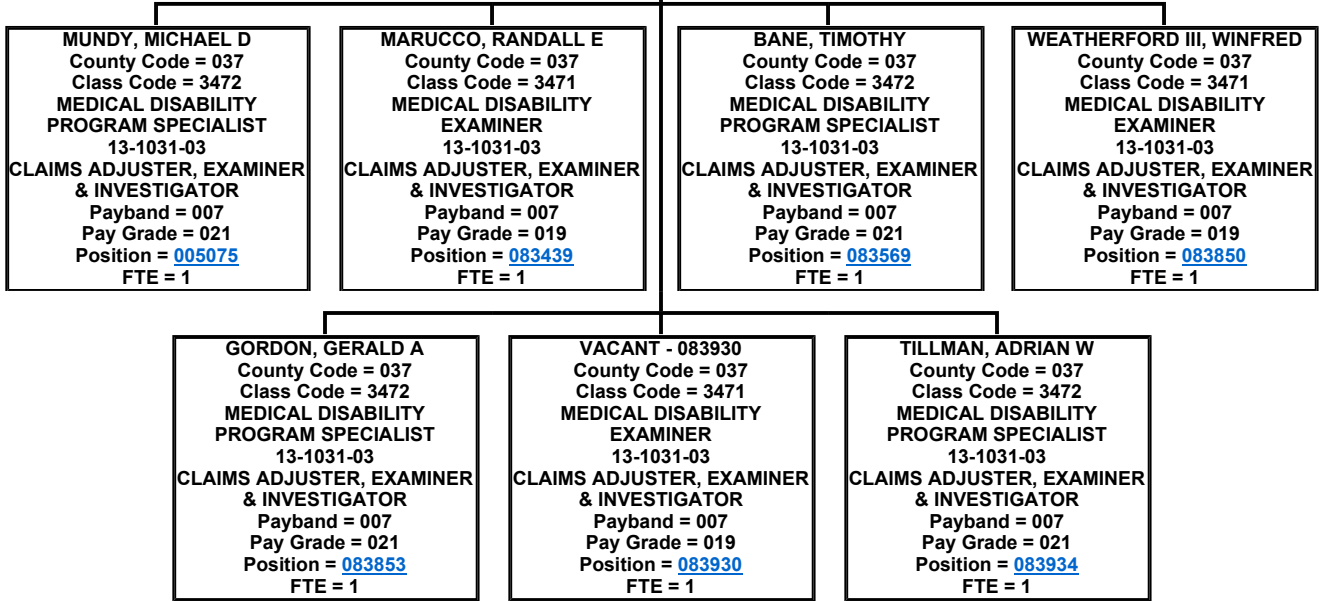 MUNDY, MICHAEL D
County Code = 037
Class Code = 3472
MEDICAL DISABILITY
PROGRAM SPECIALIST
13-1031-03
CLAIMS ADJUSTER, EXAMINER
& INVESTIGATOR
Payband = 007
Pay Grade = 021
Position = 005075
FTE = 1
MARUCCO, RANDALL E
County Code = 037
Class Code = 3471
MEDICAL DISABILITY
EXAMINER
13-1031-03
CLAIMS ADJUSTER, EXAMINER
& INVESTIGATOR
Payband = 007
Pay Grade = 019
Position = 083439
FTE = 1
BANE, TIMOTHY
County Code = 037
Class Code = 3472
MEDICAL DISABILITY
PROGRAM SPECIALIST
13-1031-03
CLAIMS ADJUSTER, EXAMINER
& INVESTIGATOR
Payband = 007
Pay Grade = 021
Position = 083569
FTE = 1
WEATHERFORD III, WINFRED
County Code = 037
Class Code = 3471
MEDICAL DISABILITY
EXAMINER
13-1031-03
CLAIMS ADJUSTER, EXAMINER
& INVESTIGATOR
Payband = 007
Pay Grade = 019
Position = 083850
FTE = 1
GORDON, GERALD A
County Code = 037
Class Code = 3472
MEDICAL DISABILITY
PROGRAM SPECIALIST
13-1031-03
CLAIMS ADJUSTER, EXAMINER
& INVESTIGATOR
Payband = 007
Pay Grade = 021
Position = 083853
FTE = 1
VACANT - 083930
County Code = 037
Class Code = 3471
MEDICAL DISABILITY
EXAMINER
13-1031-03
CLAIMS ADJUSTER, EXAMINER
& INVESTIGATOR
Payband = 007
Pay Grade = 019
Position = 083930
FTE = 1
TILLMAN, ADRIAN W
County Code = 037
Class Code = 3472
MEDICAL DISABILITY
PROGRAM SPECIALIST
13-1031-03
CLAIMS ADJUSTER, EXAMINER
& INVESTIGATOR
Payband = 007
Pay Grade = 021
Position = 083934
FTE = 1